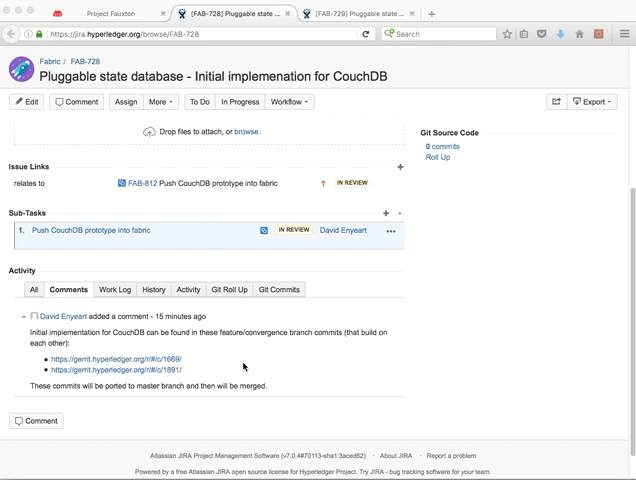 Project Fauxton
[FAB-728] Pluggable state ...
[FAB-729] Pluggable state ...
https://jira.hyperledger.org/browse/FAB-728
Search
Fabric / FAB-728
Pluggable state database - Initial implemenation for CouchDB
Edit Comment Assign More To Do In Progress Workflow Export
Drop files to attach, or browse.
Git Source Code
0 commits
Roll Up
Issue Links
relates to FAB-812 Push CouchDB prototype into fabric IN REVIEW
Sub-Tasks
1. Push CouchDB prototype into fabric IN REVIEW David Enyeart
Activity
All Comments Work Log History Activity Git Roll Up Git Commits
David Enyeart added a comment - 15 minutes ago
Initial implementation for CouchDB can be found in these feature/convergence branch commits (that build on
each other):
https://gerrit.hyperledger.org/r/#/c/1669/
https://gerrit.hyperledger.org/r/#/c/1891/
These commits will be ported to master branch and then will be merged.
Comment
Atlassian JIRA Project Management Software (v7.0.4#70113-sha1:3aced62) · About JIRA · Report a problem
Powered by a free Atlassian JIRA open source license for Hyperledger Project. Try JIRA - bug tracking software for your team.